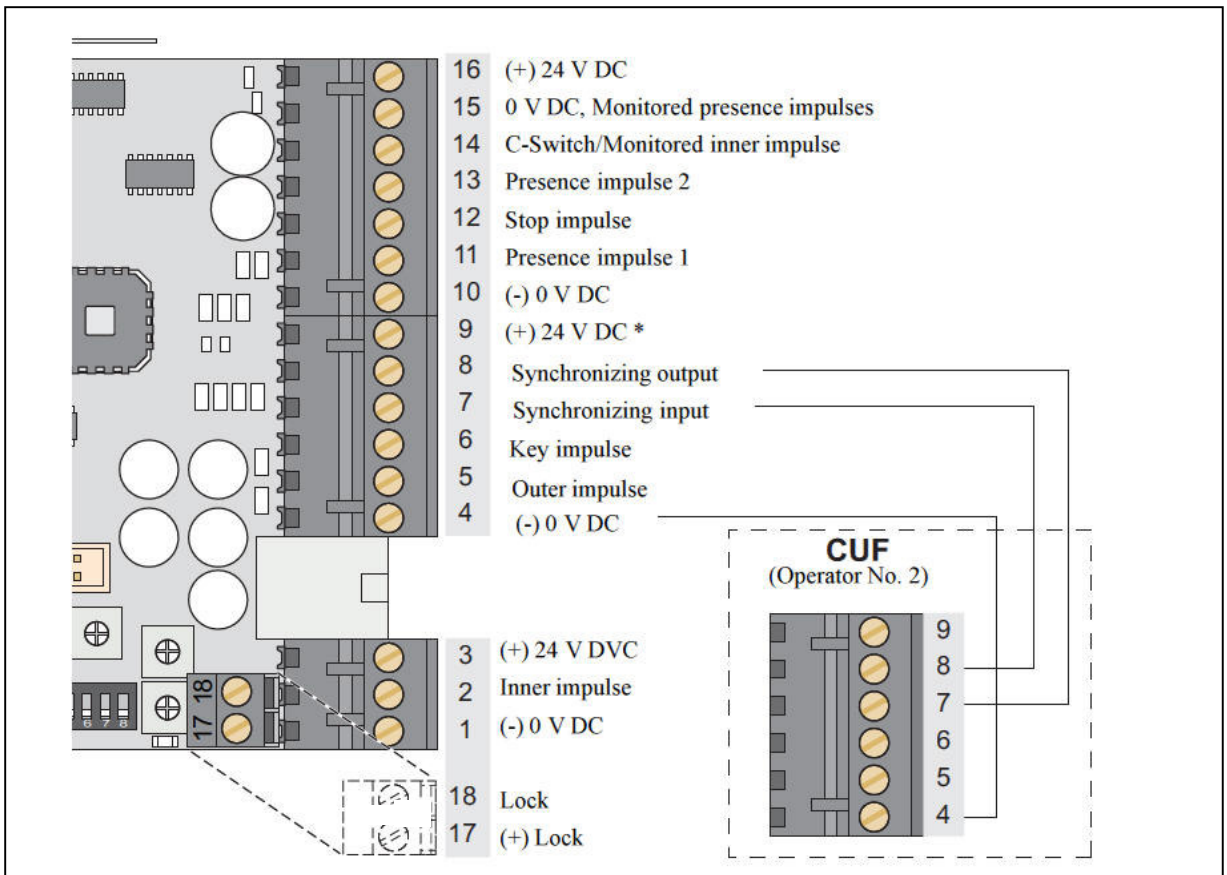 16 (+) 24 V DC
15 0 V DC, Monitored presence impulses
14 C-Switch/Monitored inner impulse
13 Presence impulse 2
12 Stop impulse
11 Presence impulse 1
10 (-) 0 V DC
9 (+) 24 V DC *
8 Synchronizing output
7 Synchronizing input
6 Key impulse
5 Outer impulse
4 (-) 0 V DC
3 (+) 24 V DVC
2 Inner impulse
1 (-) 0 V DC
18 Lock
17 (+) Lock
18
17
6 7 8
CUF
(Operator No. 2)
9
8
7
6
5
4